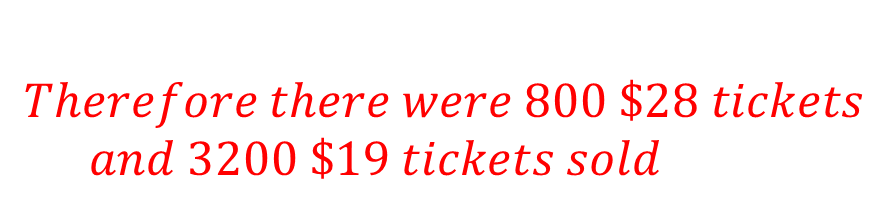 Therefore there were 800 $28 tickets
and 3200 $19 tickets sold